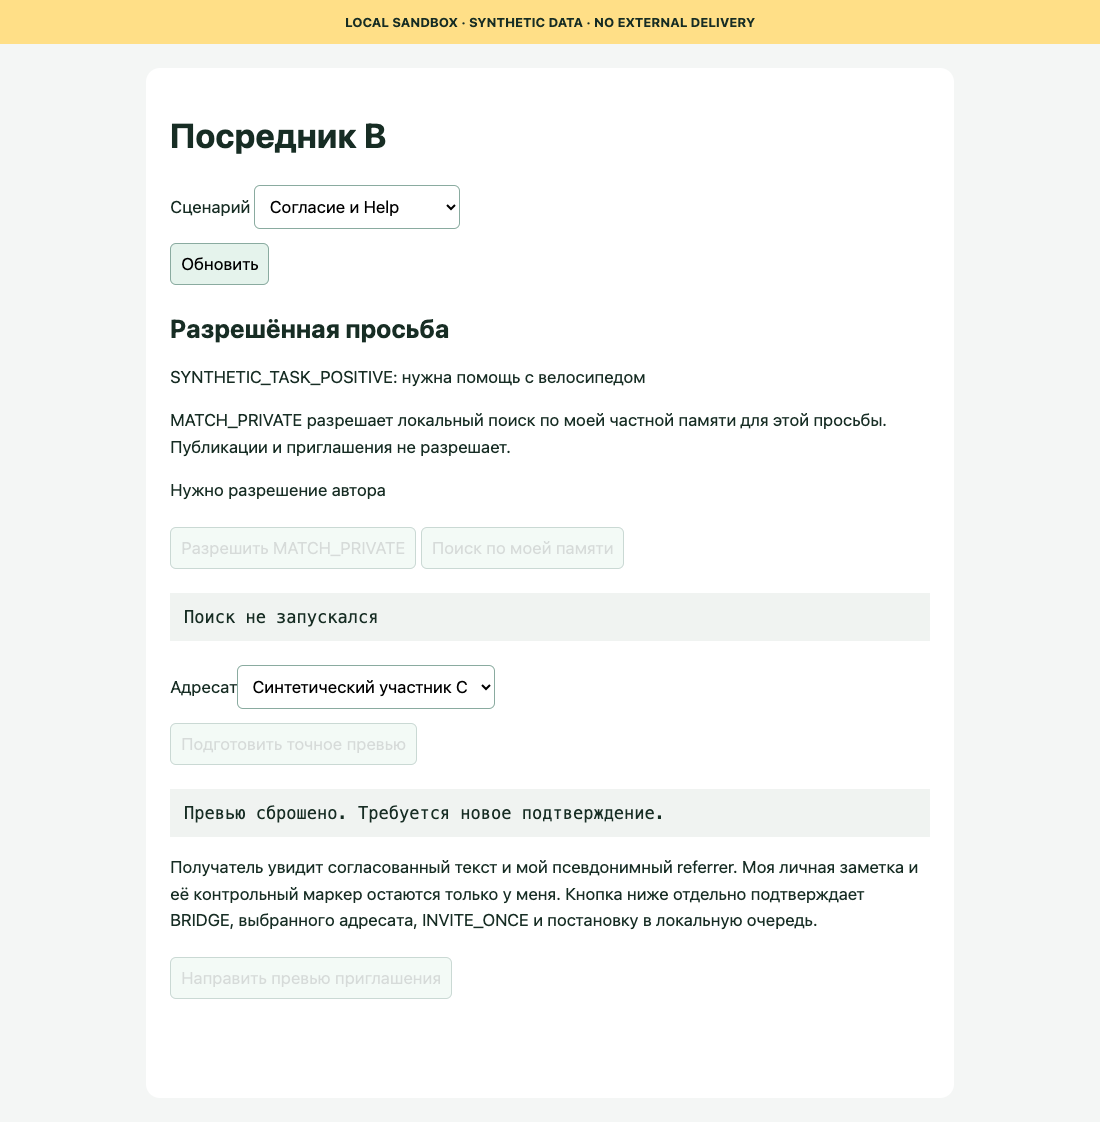 LOCAL SANDBOX · SYNTHETIC DATA · NO EXTERNAL DELIVERY
Посредник B
Сценарий Согласие и Help
Обновить
Разрешённая просьба
SYNTHETIC_TASK_POSITIVE: нужна помощь с велосипедом
MATCH_PRIVATE разрешает локальный поиск по моей частной памяти для этой просьбы.
Публикации и приглашения не разрешает.
Нужно разрешение автора
Разрешить MATCH_PRIVATE Поиск по моей памяти
Поиск не запускался
Адресат Синтетический участник C
Подготовить точное превью
Превью сброшено. Требуется новое подтверждение.
Получатель увидит согласованный текст и мой псевдонимный referrer. Моя личная заметка и
её контрольный маркер остаются только у меня. Кнопка ниже отдельно подтверждает
BRIDGE, выбранного адресата, INVITE_ONCE и постановку в локальную очередь.
Направить превью приглашения